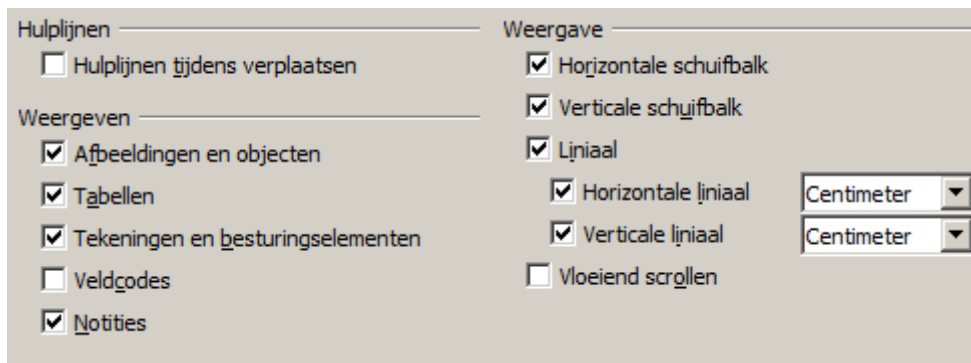 Hulplijnen
Hulplijnen tijdens verplaatsen
Weergeven
Afbeeldingen en objecten
Tabellen
Tekeningen en besturingselementen
Veldcodes
Notities
Weergave
Horizontale schuifbalk
Verticale schuifbalk
Liniaal
Horizontale liniaal Centimeter
Verticale liniaal Centimeter
Vloeiend scrollen